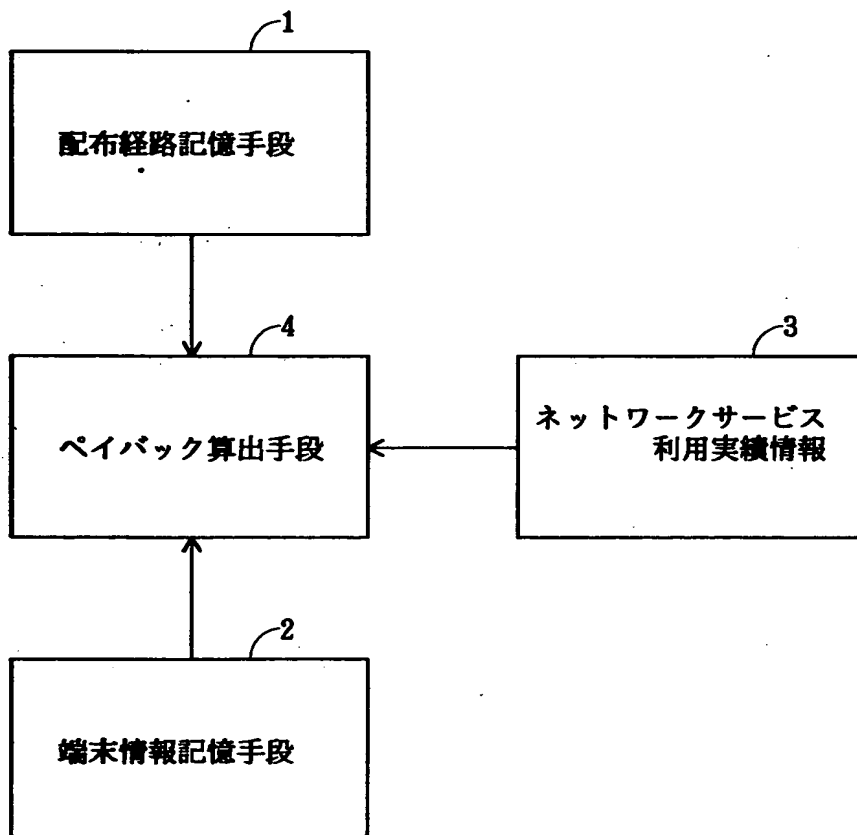 1
配布経路記憶手段
4
ペイバック算出手段
3
ネットワークサービス
利用実績情報
2
端末情報記憶手段